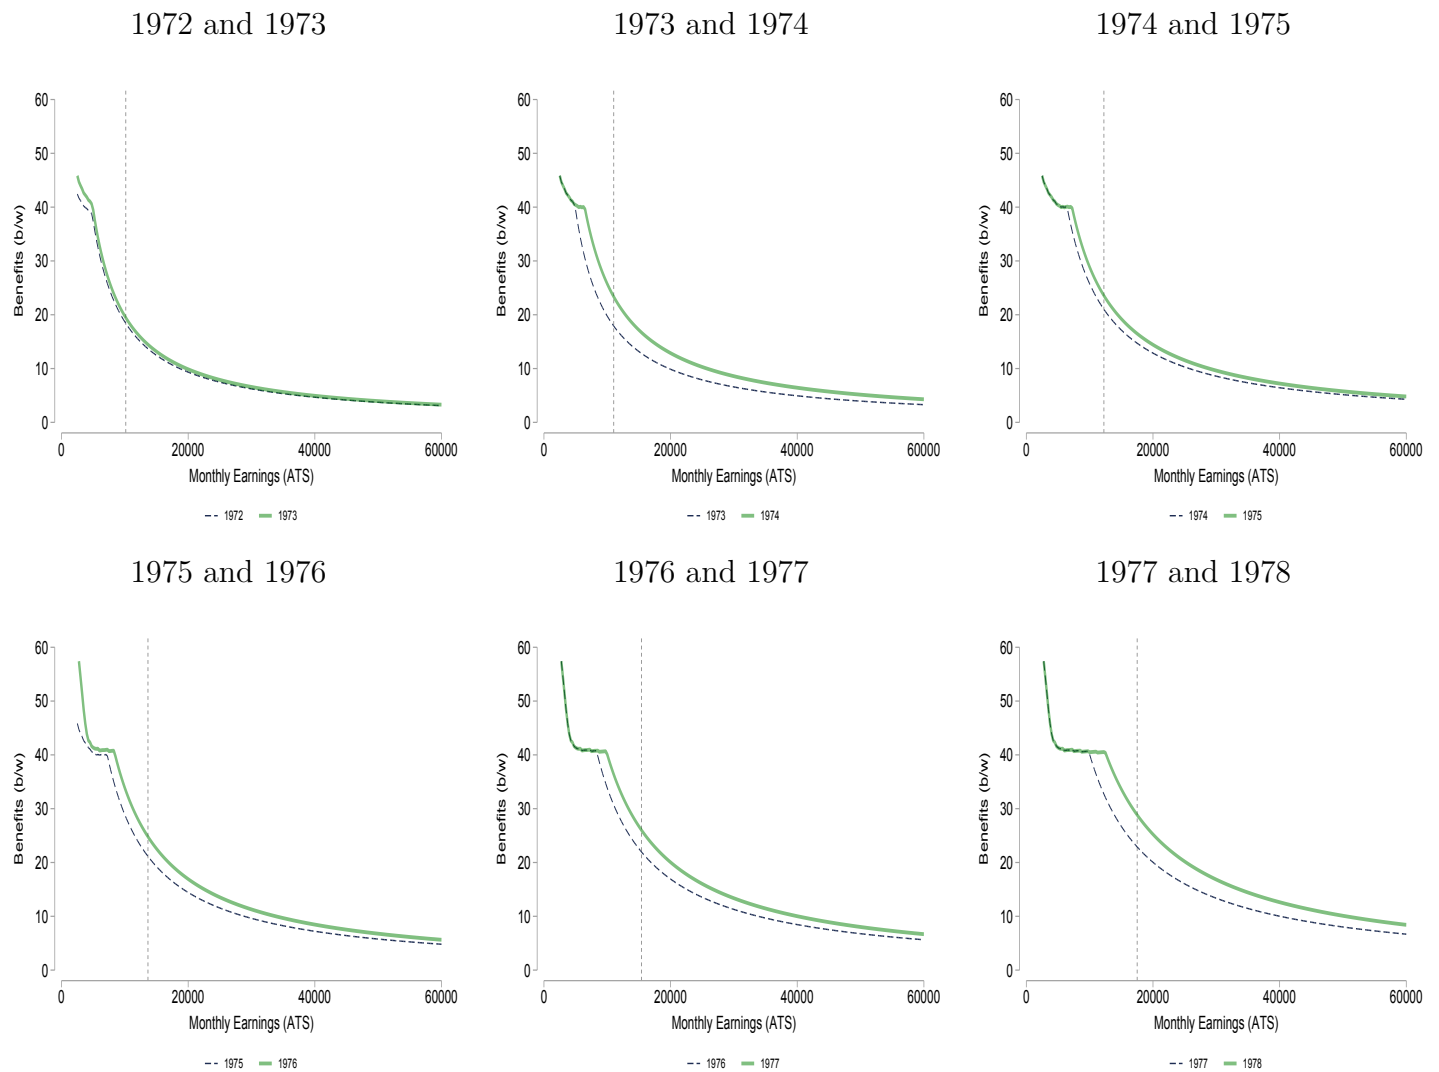 1972 and 1973
60
50
40
30
20
10
0
Benefits (b/w)
0 20000 40000 60000
Monthly Earnings (ATS)
1972 1973
1973 and 1974
60
50
40
30
20
10
0
Benefits (b/w)
0 20000 40000 60000
Monthly Earnings (ATS)
1973 1974
1974 and 1975
60
50
40
30
20
10
0
Benefits (b/w)
0 20000 40000 60000
Monthly Earnings (ATS)
1974 1975
1975 and 1976
60
50
40
30
20
10
0
Benefits (b/w)
0 20000 40000 60000
Monthly Earnings (ATS)
1975 1976
1976 and 1977
60
50
40
30
20
10
0
Benefits (b/w)
0 20000 40000 60000
Monthly Earnings (ATS)
1976 1977
1977 and 1978
60
50
40
30
20
10
0
Benefits (b/w)
0 20000 40000 60000
Monthly Earnings (ATS)
1977 1978